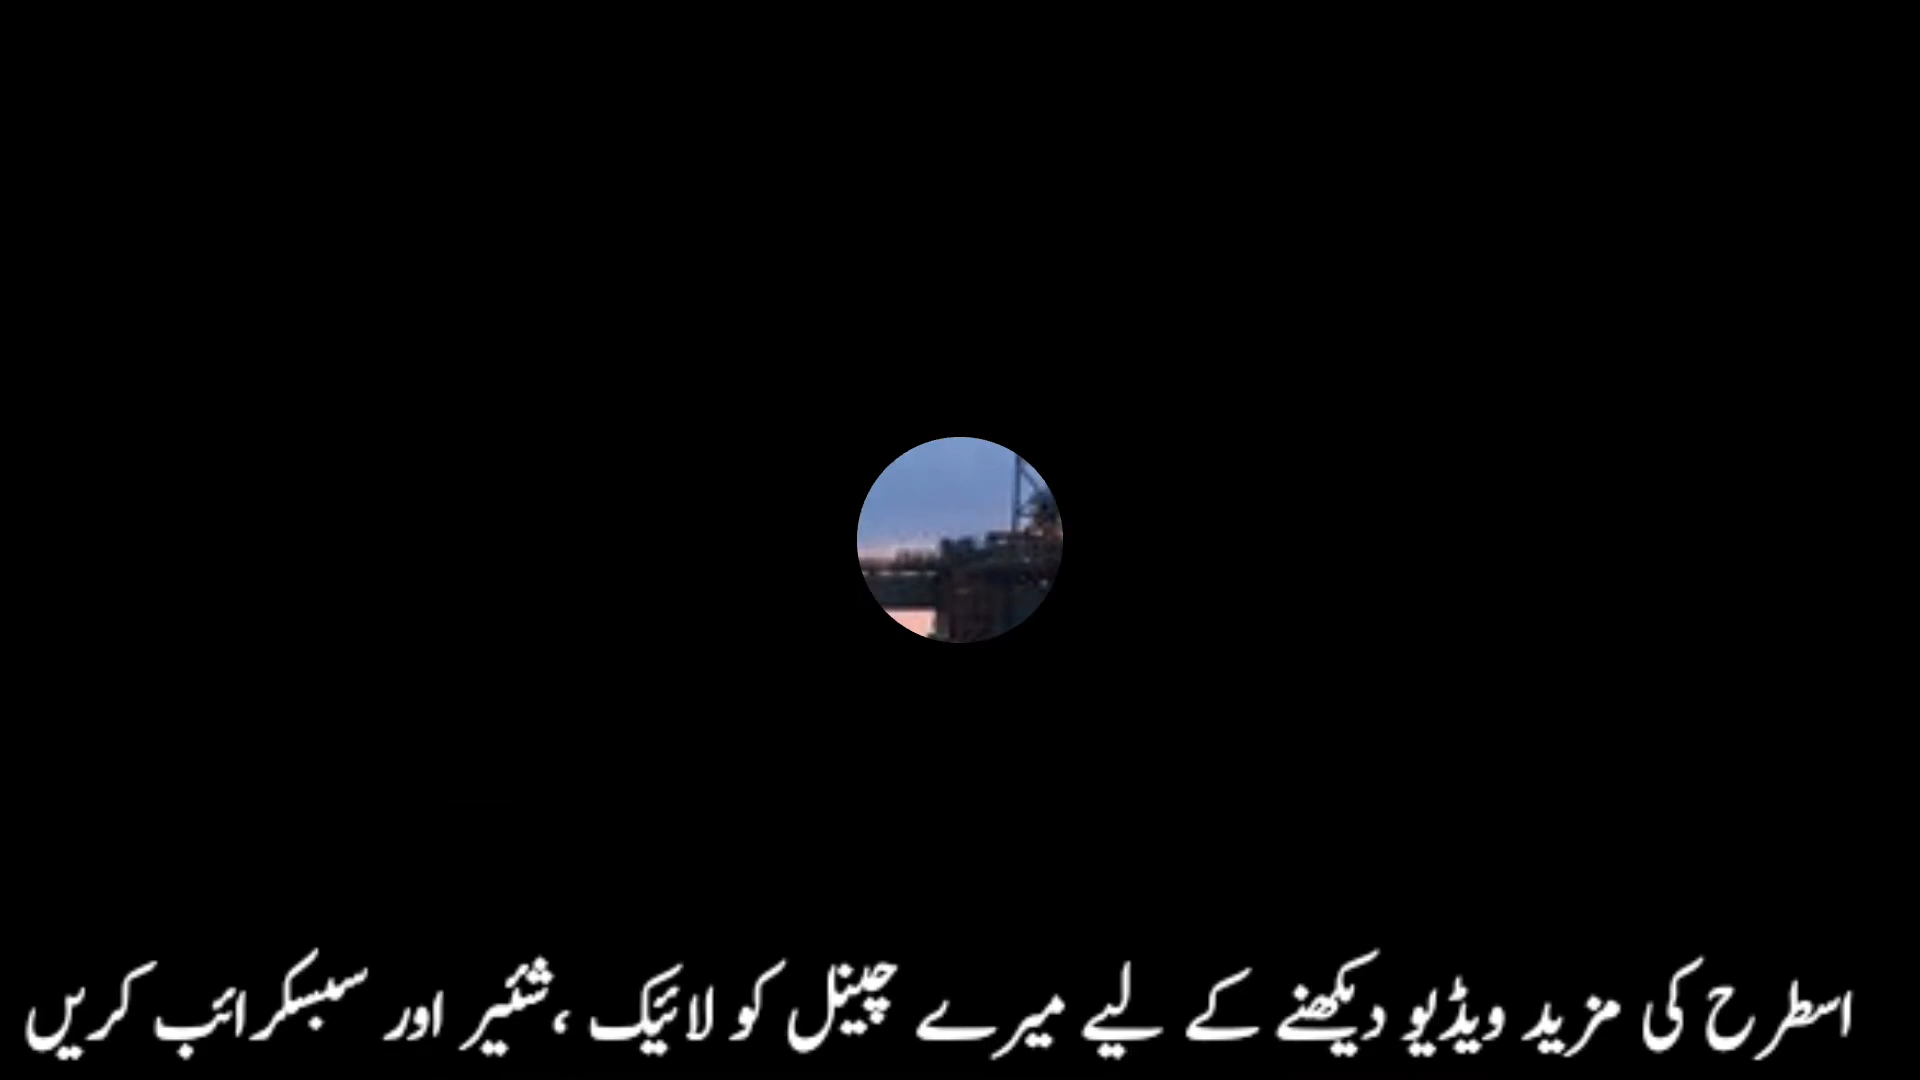 اسطرح کی مزید ویڈیو دیکھنے کے لیے میرے چینل کو لائیک ،شئیر اور سبسکرائب کریں